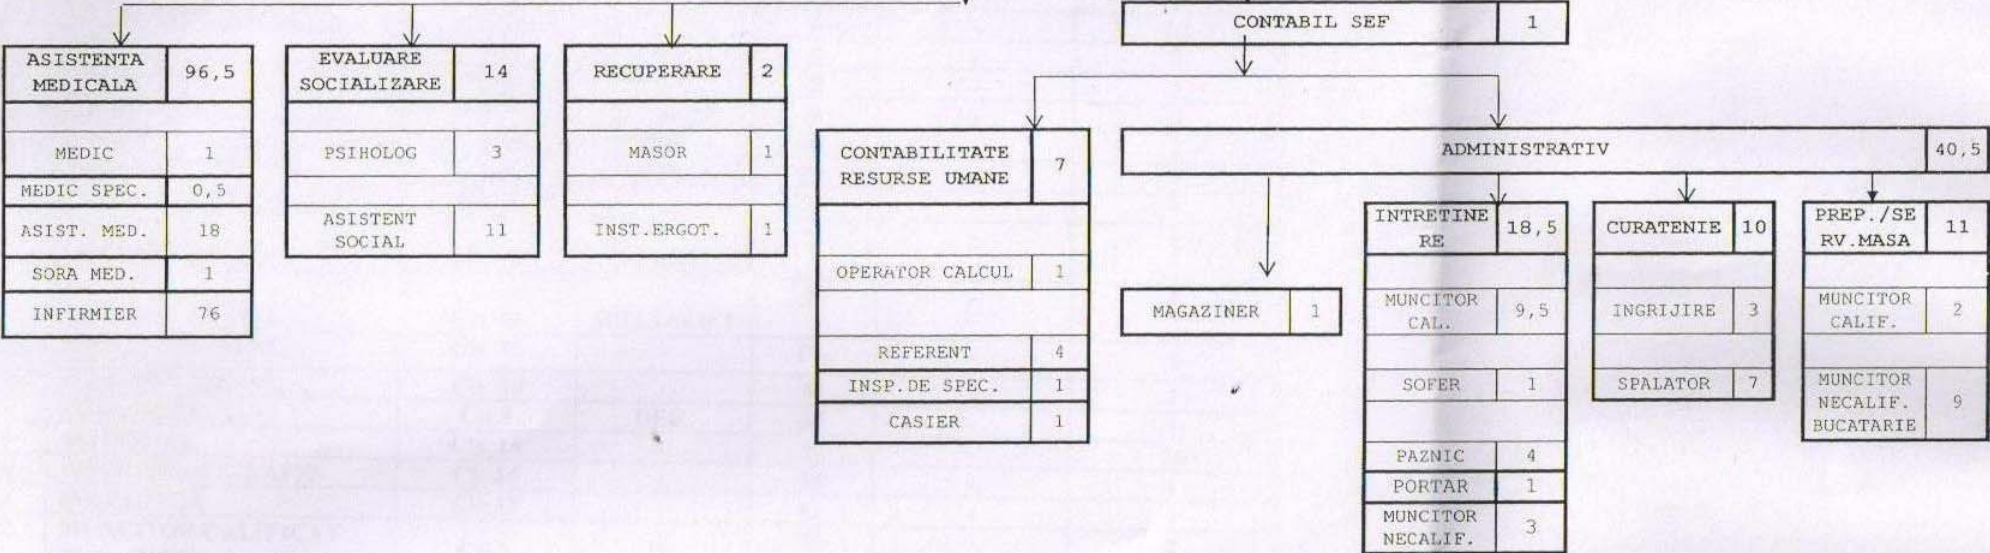 CONTABIL SEF 1
ASISTENTA
MEDICALA 96,5
MEDIC 1
MEDIC SPEC. 0,5
ASIST. MED. 18
SORA MED. 1
INFIRMIER 76
EVALUARE
SOCIALIZARE 14
PSIHOLOG 3
ASISTENT
SOCIAL 11
RECUPERARE 2
MASOR 1
INST.ERGOT. 1
CONTABILITATE
RESURSE UMANE 7
OPERATOR CALCUL 1
REFERENT 4
INSP.DE SPEC. 1
CASIER 1
ADMINISTRATIV 40,5
MAGAZINER 1
INTRETINE
RE 18,5
MUNCITOR
CAL. 9,5
SOFER 1
PAZNIC 4
PORTAR 1
MUNCITOR
NECALIF. 3
CURATENIE 10
INGRIJIRE 3
SPALATOR 7
PREP./SE
RV.MASA 11
MUNCITOR
CALIF. 2
MUNCITOR
NECALIF.
BUCATARIE 9